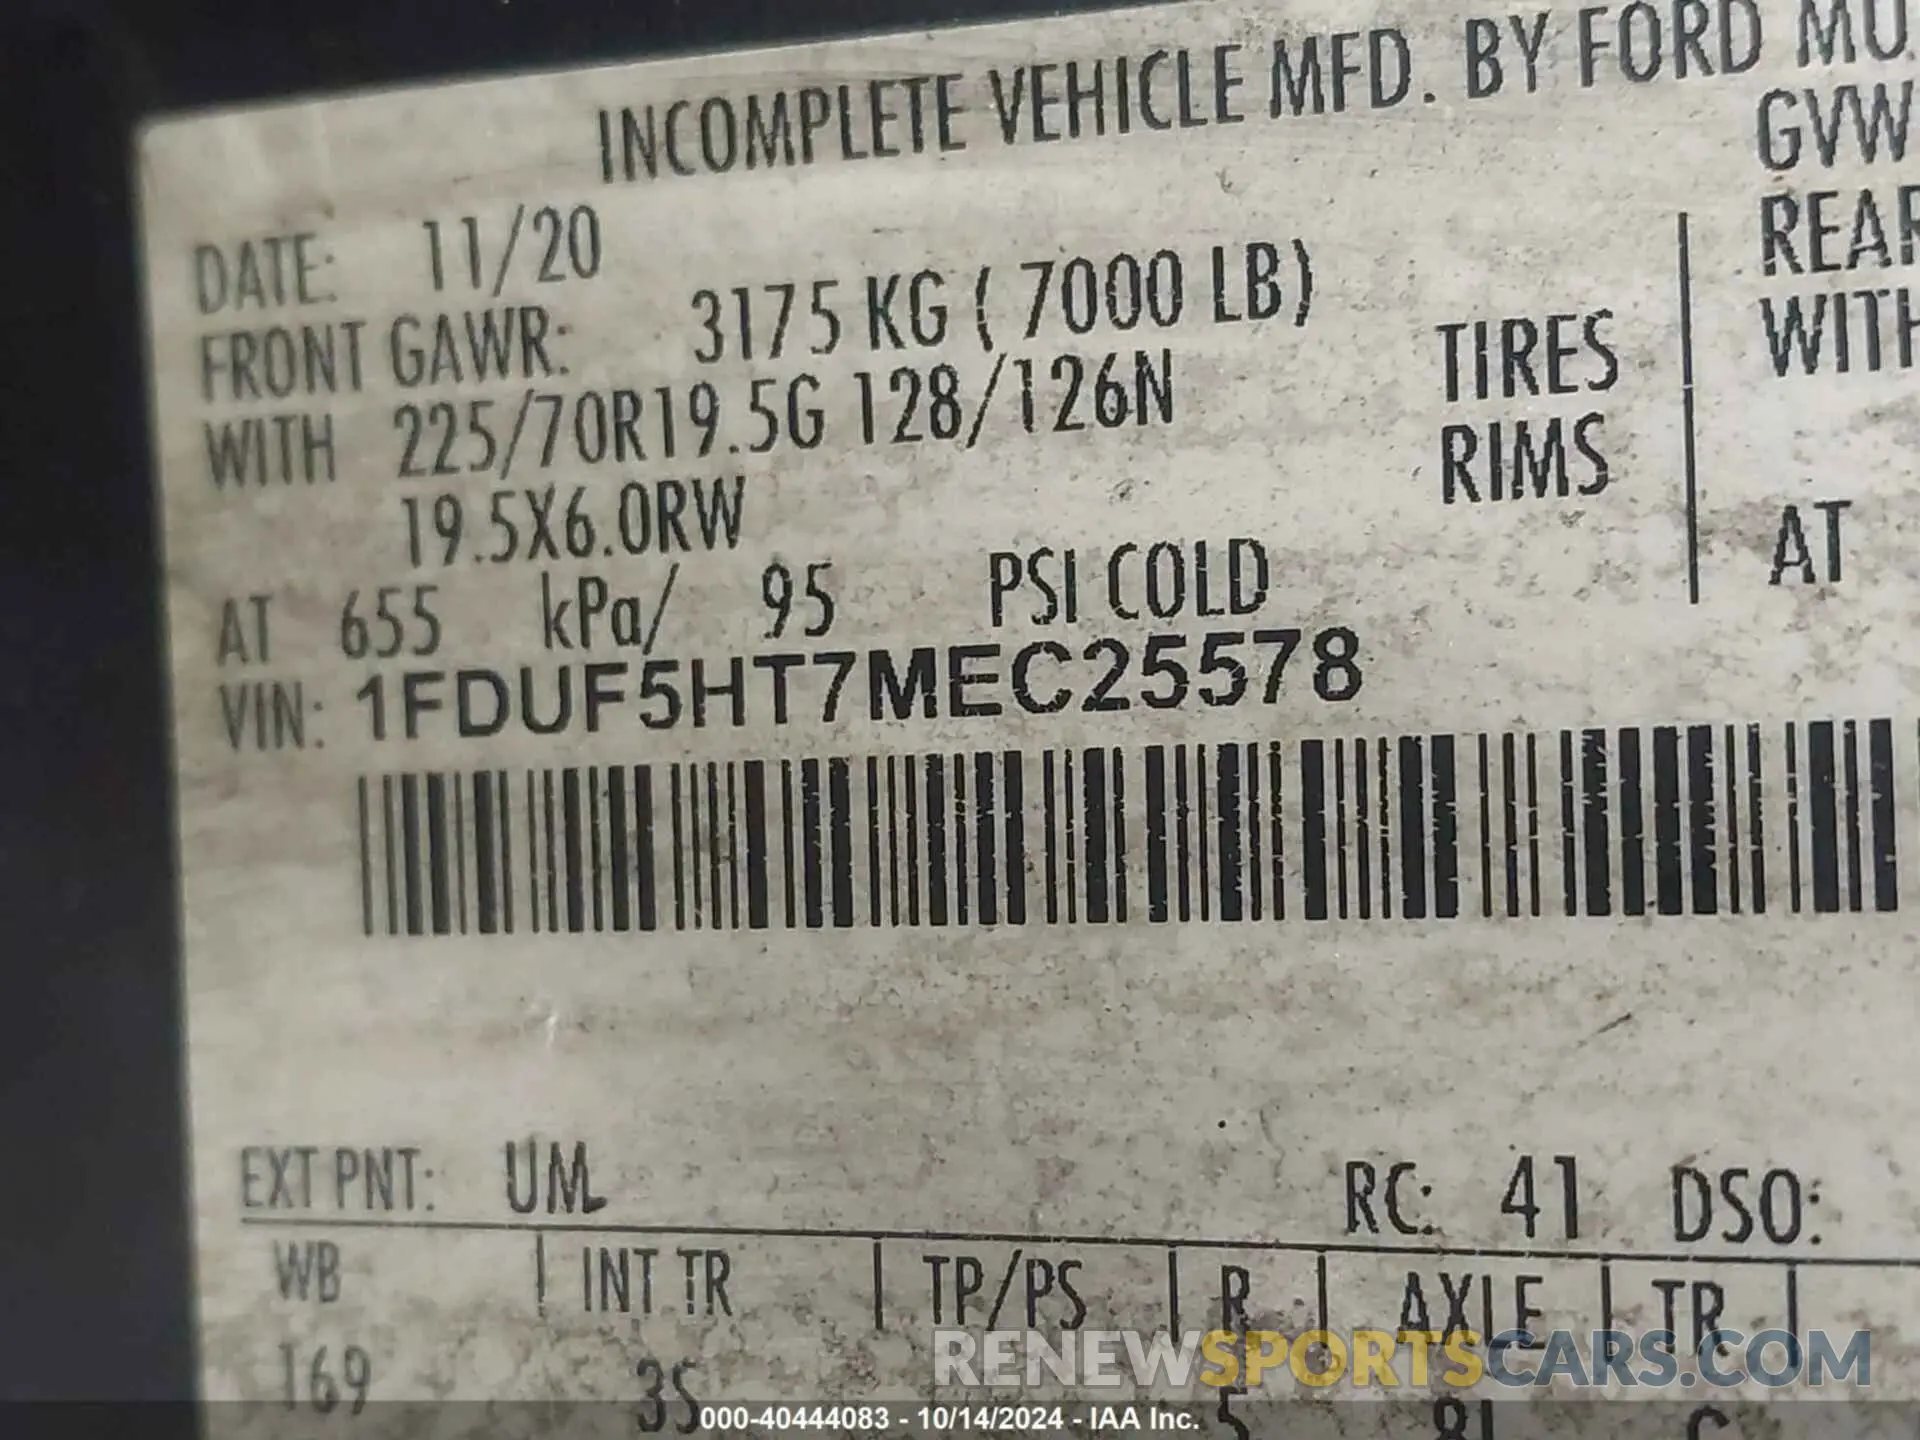 INCOMPLETE VEHICLE MFD. BY FORD MO
GVW
DATE: 11/20
REAR
FRONT GAWR: 3175 KG ( 7000 LB)
WITH
WITH 225/70R19.5G 128/126N TIRES
19.5X6.0RW RIMS
AT 655 kPa/ 95 PSI COLD
AT
VIN: 1FDUF5HT7MEC25578
EXT PNT: UM RC: 41 DSO:
WB | INT TR | TP/PS | R | AXLE | TR |
169 3S 5
RENEWSPORTSCARS.COM
000-40444083 - 10/14/2024 - IAA Inc.